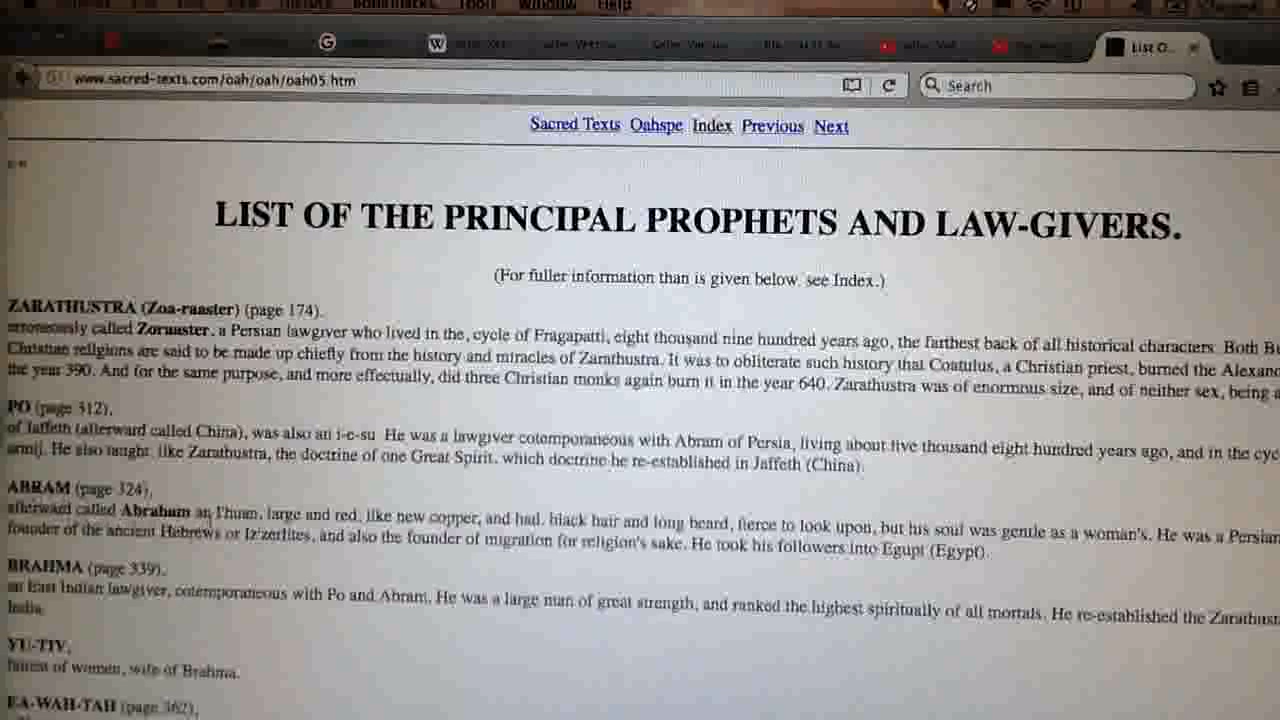 Bookmarks Tools Window Help
List O...
www.sacred-texts.com/oah/oah/oah05.htm
Search
Sacred Texts Oahspe Index Previous Next
LIST OF THE PRINCIPAL PROPHETS AND LAW-GIVERS.
(For fuller information than is given below, see Index.)
ZARATHUSTRA (Zoa-raaster) (page 174),
erroneously called Zoruaster, a Persian lawgiver who lived in the, cycle of Fragapatti, eight thousand nine hundred years ago, the farthest back of all historical characters. Both
Christian religions are said to be made up chiefly from the history and miracles of Zarathustra. It was to obliterate such history that Coatulus, a Christian priest, burned the
the year 390. And for the same purpose, and more effectually, did three Christian monks again burn it in the year 640. Zarathustra was of enormous size, and of neither sex, being
PO (page 312),
of Jaffeth (afterward called China), was also an i-e-su He was a lawgiver cotemporaneous with Abram of Persia, living about five thousand eight hundred years ago, and in the
armij. He also taught, like Zarathustra, the doctrine of one Great Spirit, which doctrine he re-established in Jaffeth (China).
ABRAM (page 324),
afterward called Abraham an I'huan, large and red, like new copper, and had. black hair and long beard, fierce to look upon, but his soul was gentle as a woman's. He was a Persian
founder of the ancient Hebrews or Iz'zerlites, and also the founder of migration for religion's sake. He took his followers into Egupt (Egypt).
BRAHMA (page 339),
an East Indian lawgiver, cotemporaneous with Po and Abram. He was a large man of great strength, and ranked the highest spiritually of all mortals. He re-established the
India.
YU-TIV,
fairest of women, wife of Brahma.
EA-WAH-TAH (page 362),